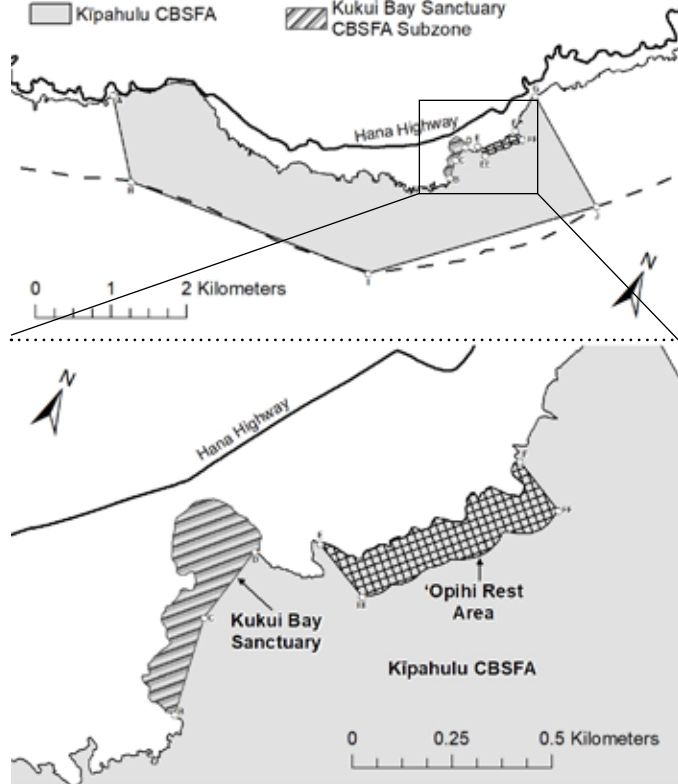 Kīpahulu CBSFA
Kukui Bay Sanctuary
CBSFA Subzone
Hana Highway
N
0 1 2 Kilometers
N
Hana Highway
Kukui Bay
Sanctuary
ʻOpihi Rest
Area
Kīpahulu CBSFA
0 0.25 0.5 Kilometers